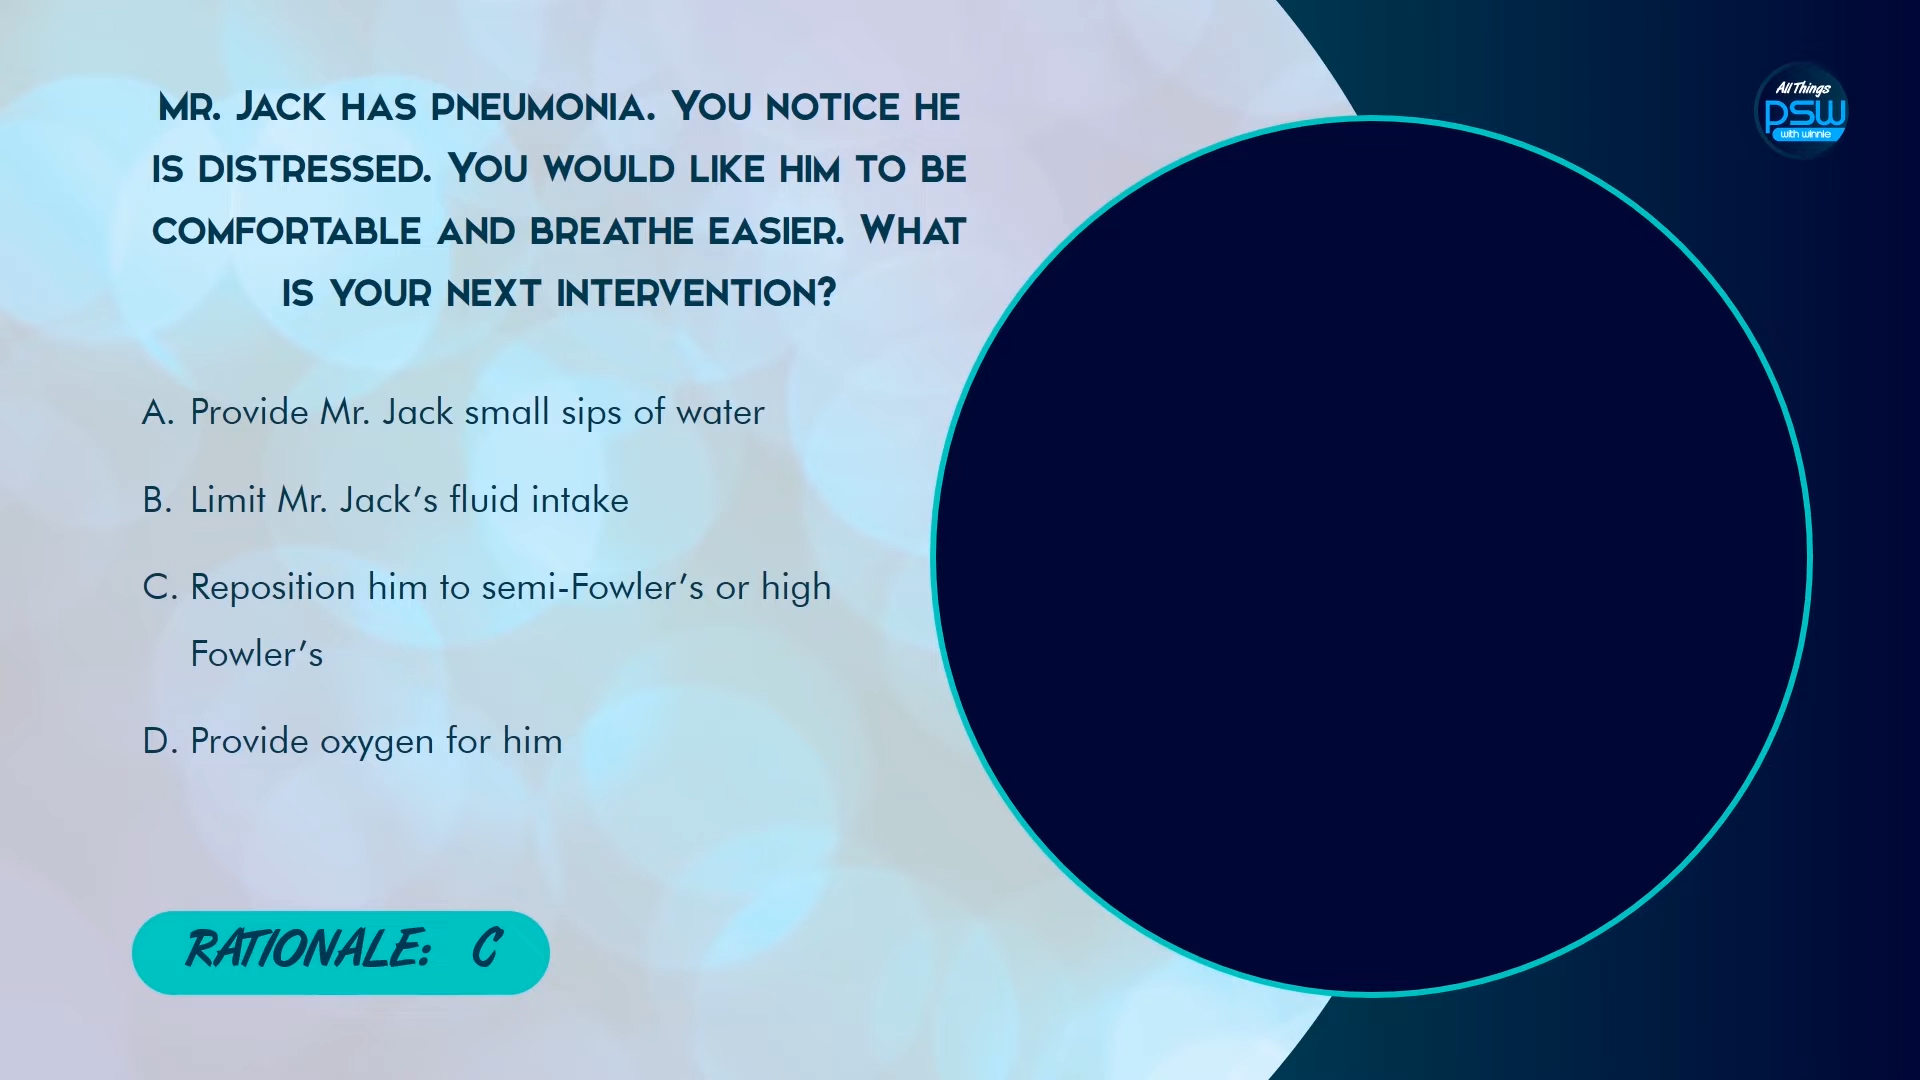 Mr. Jack has pneumonia. You notice he
is distressed. You would like him to be
comfortable and breathe easier. What
is your next intervention?
A. Provide Mr. Jack small sips of water
B. Limit Mr. Jack’s fluid intake
C. Reposition him to semi-Fowler’s or high
Fowler’s
D. Provide oxygen for him
RATIONALE: C
All Things
PSW
with winnie